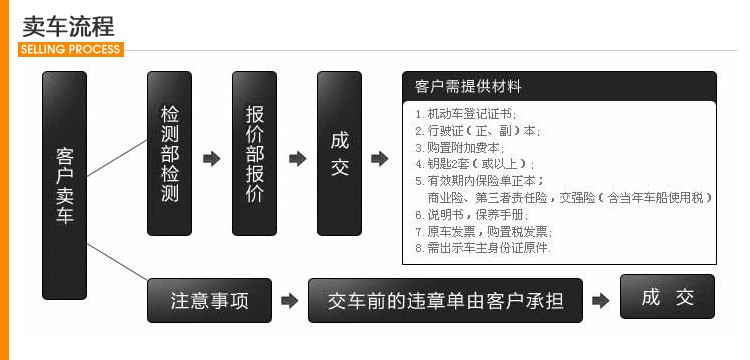 卖车流程
SELLING PROCESS
客户卖车
检测部检测
报价部报价
成交
客户需提供材料
1. 机动车登记证书;
2. 行驶证(正、副)本;
3. 购置附加费本;
4. 钥匙2套(或以上);
5. 有效期内保险单正本;
商业险、第三者责任险,交强险(含当年车船使用税)
6. 说明书,保养手册;
7. 原车发票,购置税发票;
8. 需出示车主身份证原件.
注意事项
交车前的违章单由客户承担
成 交